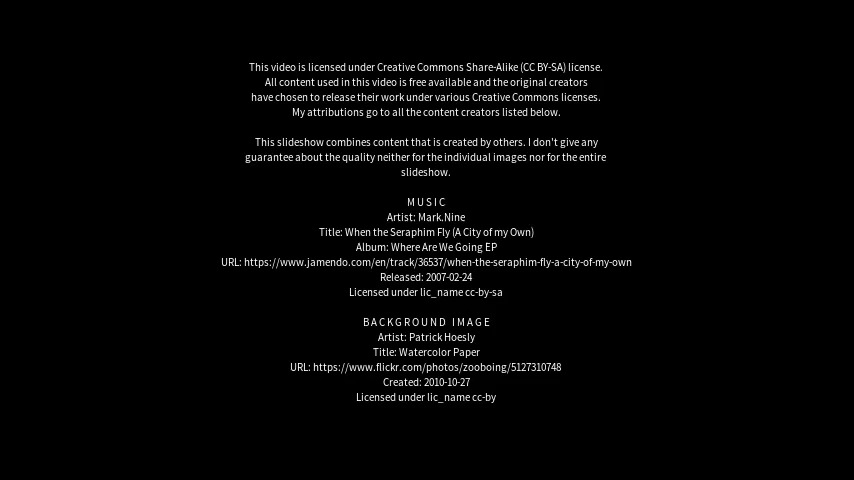 This video is licensed under Creative Commons Share-Alike (CC BY-SA) license.
All content used in this video is free available and the original creators
have chosen to release their work under various Creative Commons licenses.
My attributions go to all the content creators listed below.
This slideshow combines content that is created by others. I don't give any
guarantee about the quality neither for the individual images nor for the entire
slideshow.
MUSIC
Artist: Mark.Nine
Title: When the Seraphim Fly (A City of my Own)
Album: Where Are We Going EP
URL: https://www.jamendo.com/en/track/36537/when-the-seraphim-fly-a-city-of-my-own
Released: 2007-02-24
Licensed under lic_name cc-by-sa
BACKGROUND IMAGE
Artist: Patrick Hoesly
Title: Watercolor Paper
URL: https://www.flickr.com/photos/zooboing/5127310748
Created: 2010-10-27
Licensed under lic_name cc-by